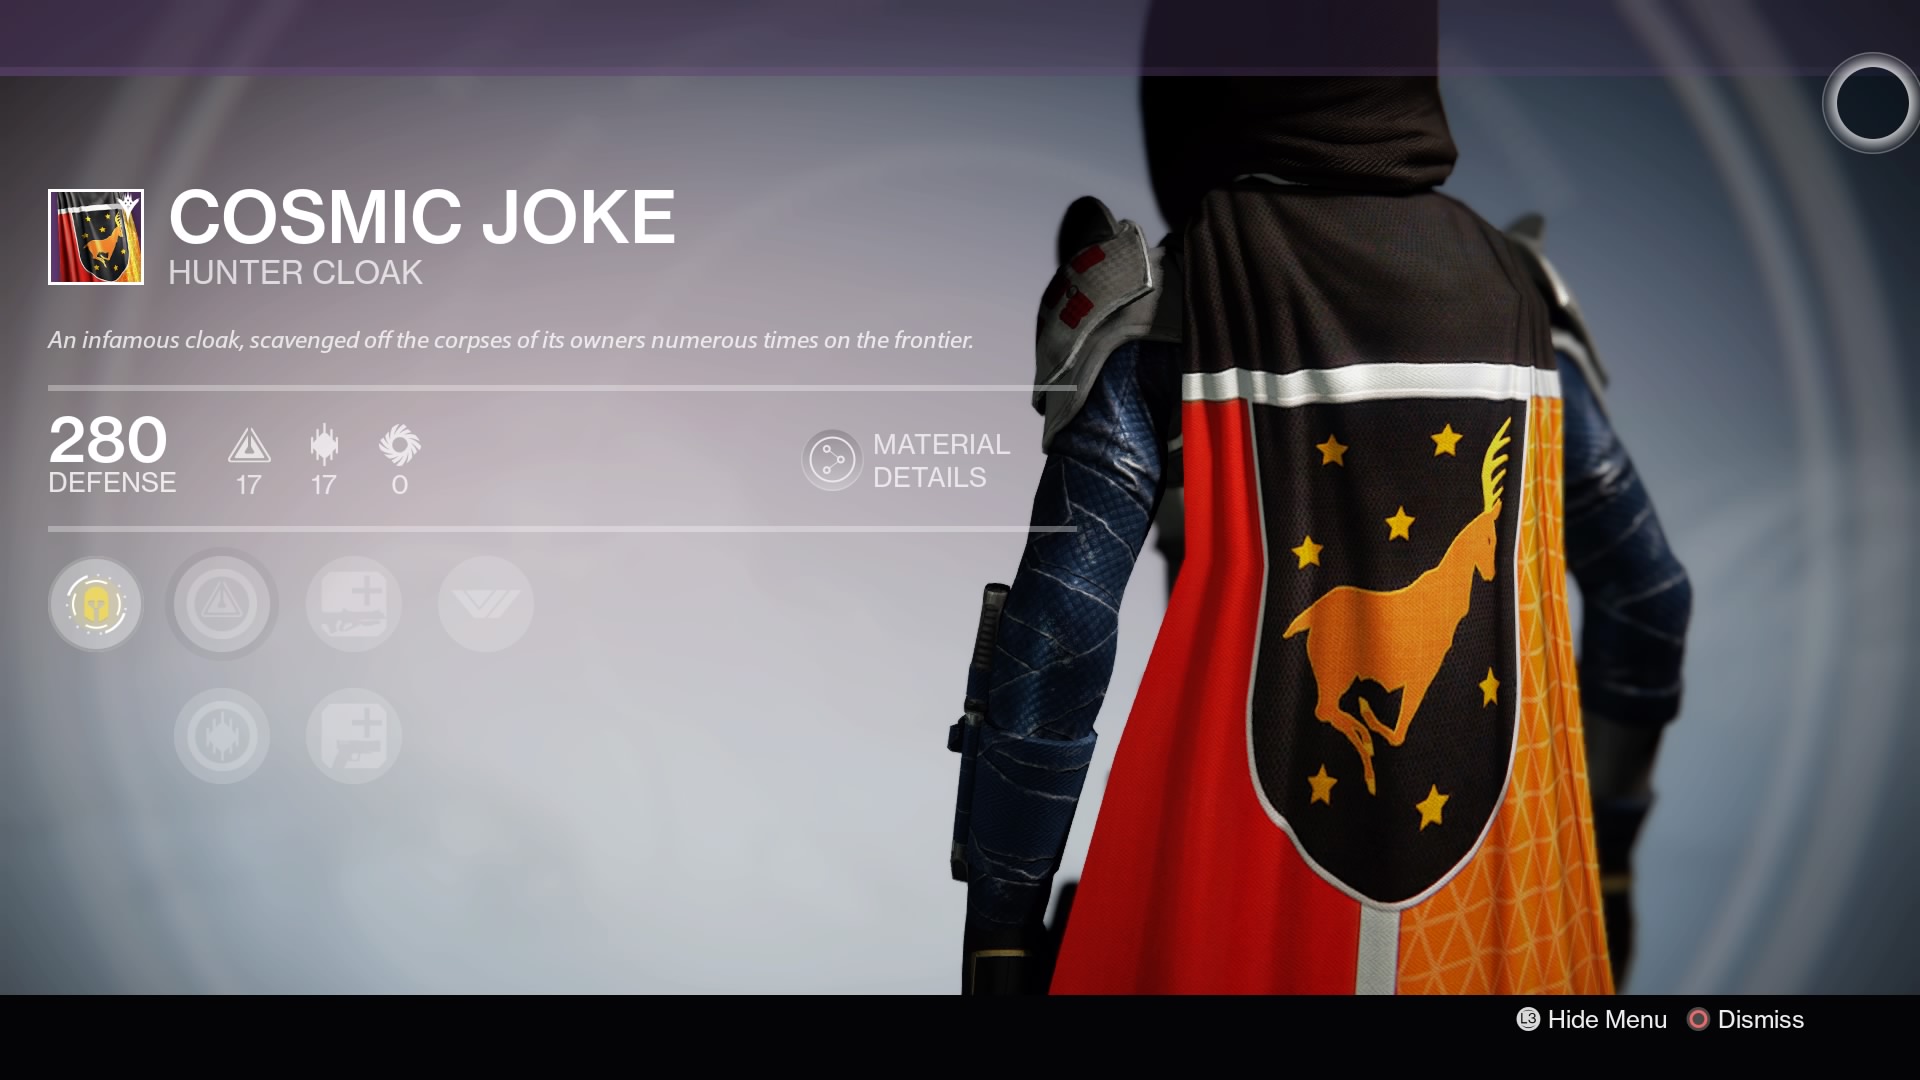 COSMIC JOKE
HUNTER CLOAK
An infamous cloak, scavenged off the corpses of its owners numerous times on the frontier.
280
DEFENSE
17 17 0
MATERIAL
DETAILS
L3 Hide Menu Dismiss